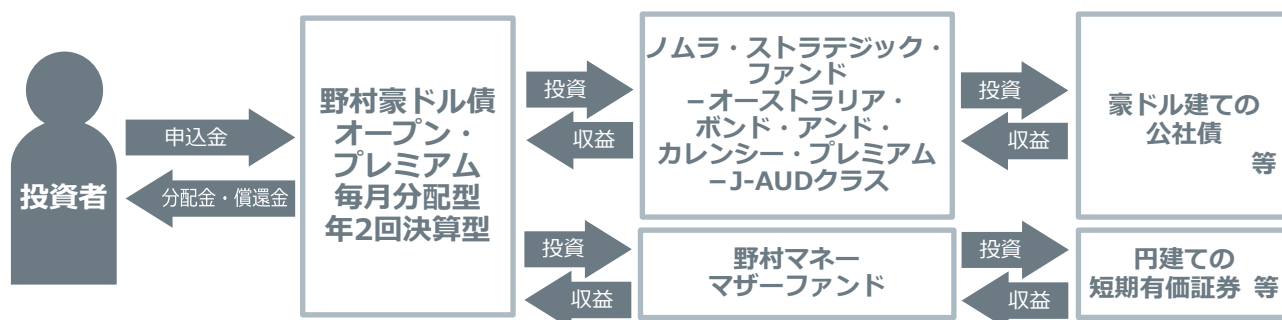 投資者
申込金
分配金・償還金
野村豪ドル債
オープン・
プレミアム
毎月分配型
年2回決算型
投資
収益
ノムラ・ストラテジック・
ファンド
－オーストラリア・
ボンド・アンド・
カレンシー・プレミアム
－J-AUDクラス
投資
収益
豪ドル建ての
公社債
等
投資
収益
野村マネー
マザーファンド
投資
収益
円建ての
短期有価証券 等